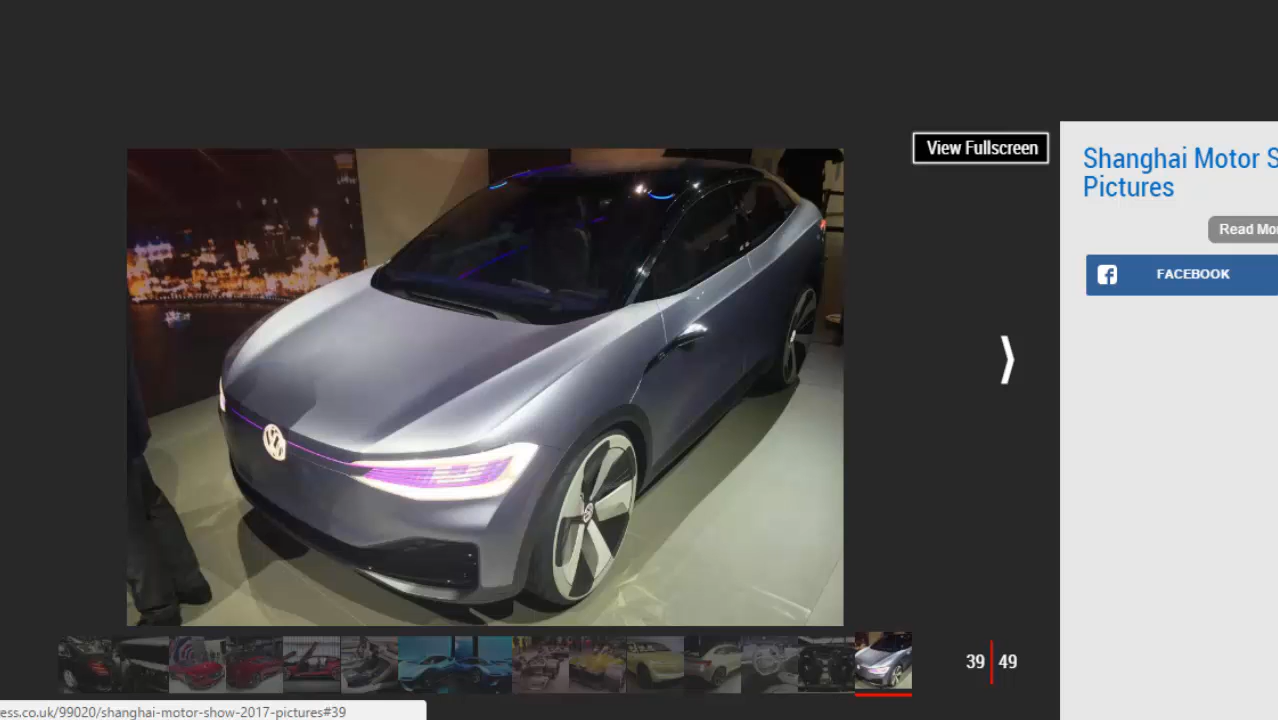 View Fullscreen
Shanghai Motor S
Pictures
Read Mor
FACEBOOK
39 49
ess.co.uk/99020/shanghai-motor-show-2017-pictures#39